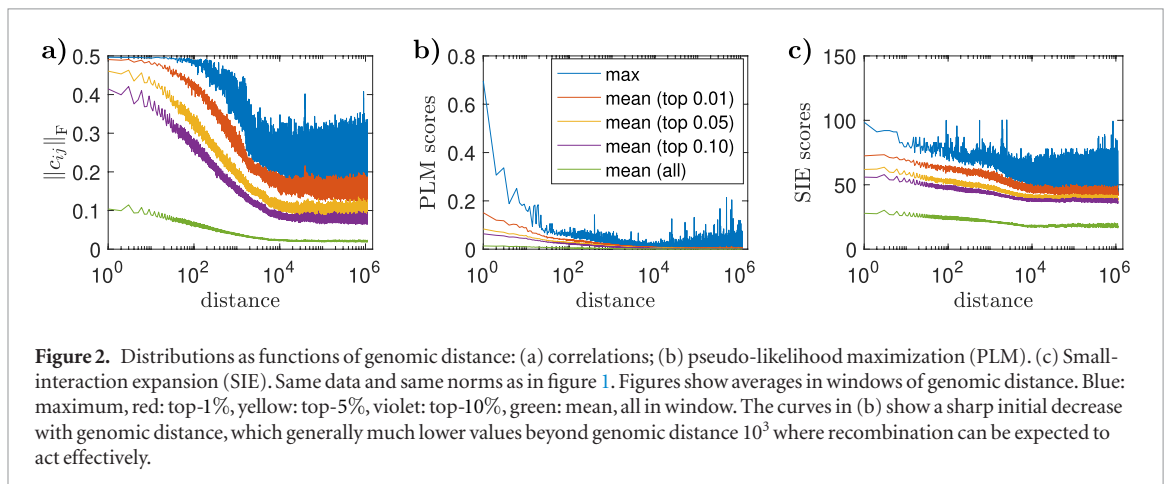 a)
0.5
0.4
0.3
0.2
0.1
0
||c_ij||_F
10^0 10^2 10^4 10^6
distance
b)
0.8
0.6
0.4
0.2
0
PLM scores
max
mean (top 0.01)
mean (top 0.05)
mean (top 0.10)
mean (all)
10^0 10^2 10^4 10^6
distance
c)
150
100
50
0
SIE scores
10^0 10^2 10^4 10^6
distance
Figure 2. Distributions as functions of genomic distance: (a) correlations; (b) pseudo-likelihood maximization (PLM). (c) Small-
interaction expansion (SIE). Same data and same norms as in figure 1. Figures show averages in windows of genomic distance. Blue:
maximum, red: top-1%, yellow: top-5%, violet: top-10%, green: mean, all in window. The curves in (b) show a sharp initial decrease
with genomic distance, which generally much lower values beyond genomic distance 10^3 where recombination can be expected to
act effectively.